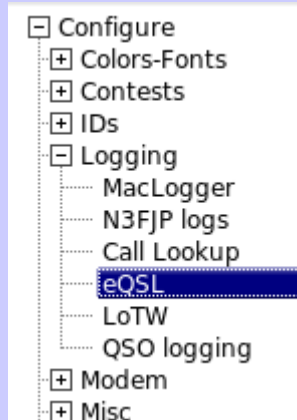 Configure
Colors-Fonts
Contests
IDs
Logging
MacLogger
N3FJP logs
Call Lookup
eQSL
LoTW
QSO logging
Modem
Misc